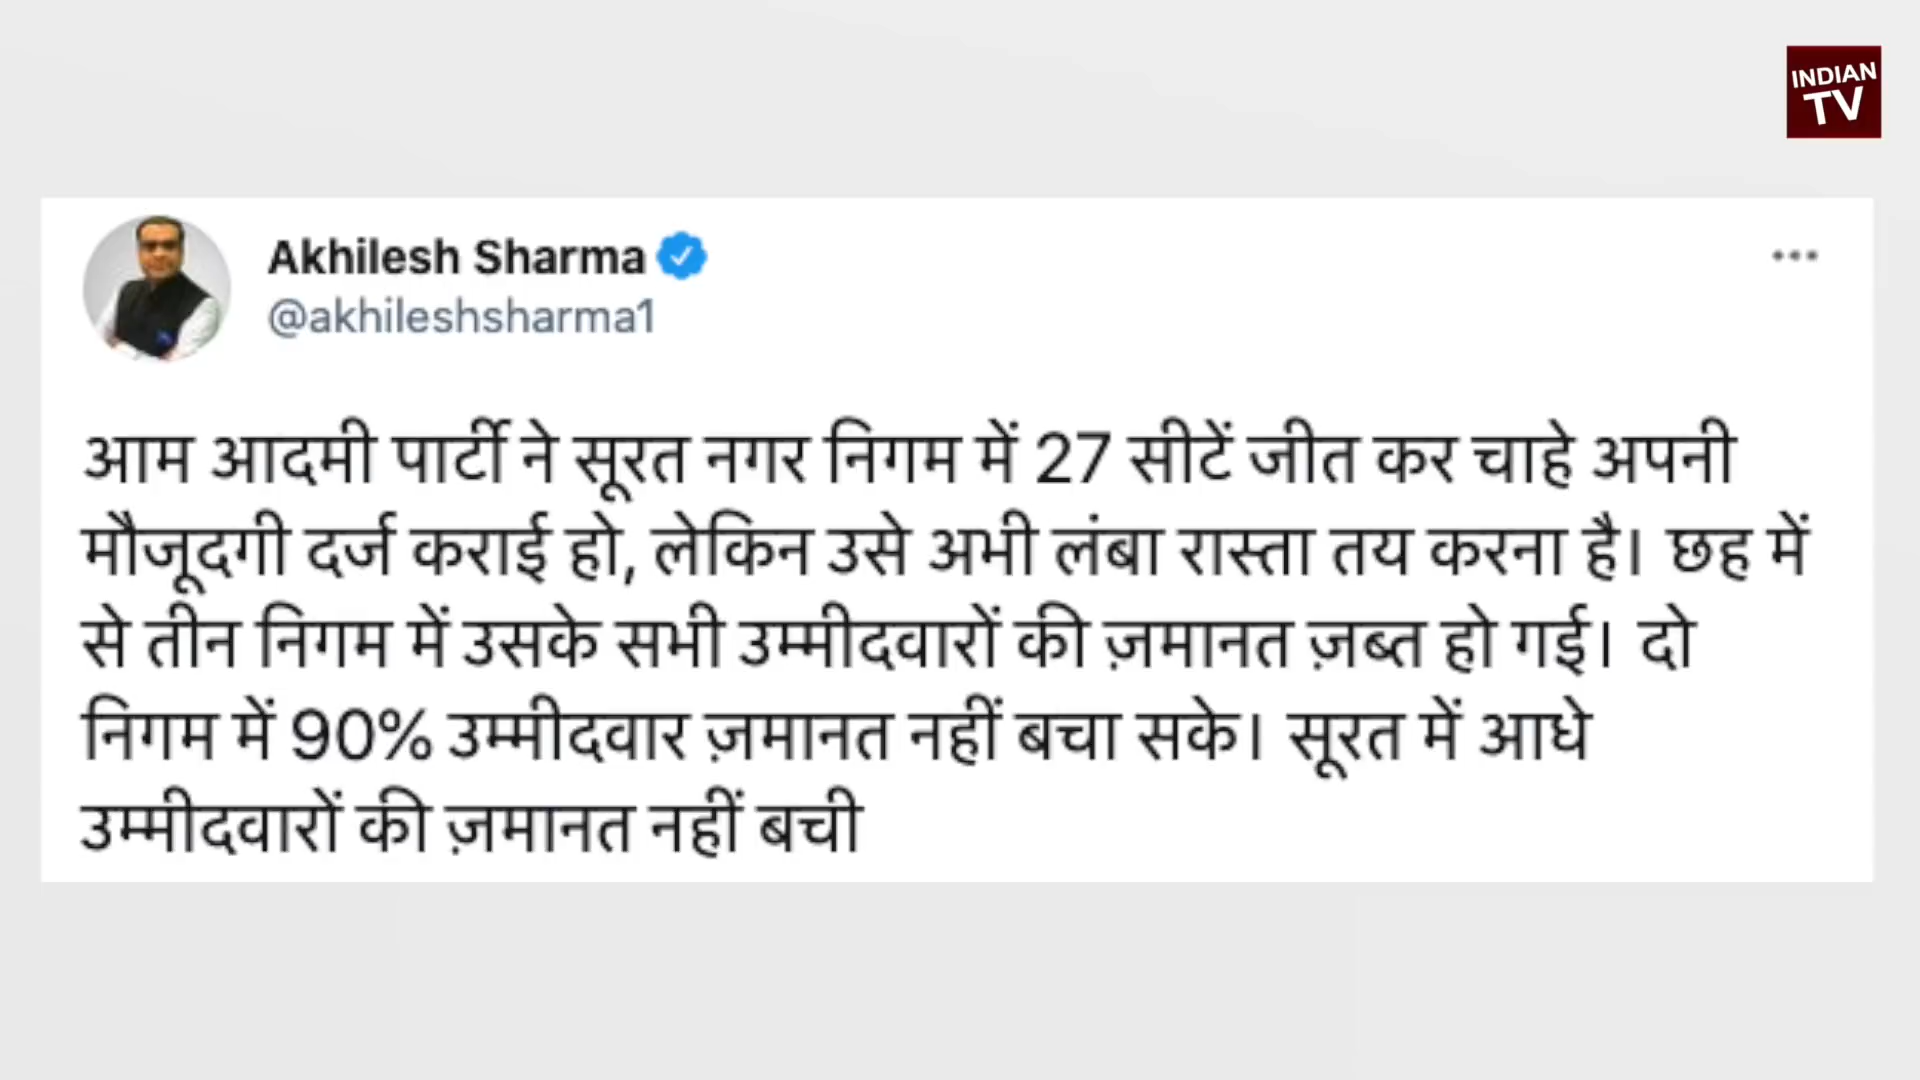 INDIAN
TV
Akhilesh Sharma
@akhileshsharma1
आम आदमी पार्टी ने सूरत नगर निगम में 27 सीटें जीत कर चाहे अपनी
मौजूदगी दर्ज कराई हो, लेकिन उसे अभी लंबा रास्ता तय करना है। छह में
से तीन निगम में उसके सभी उम्मीदवारों की ज़मानत ज़ब्त हो गई। दो
निगम में 90% उम्मीदवार ज़मानत नहीं बचा सके। सूरत में आधे
उम्मीदवारों की ज़मानत नहीं बची